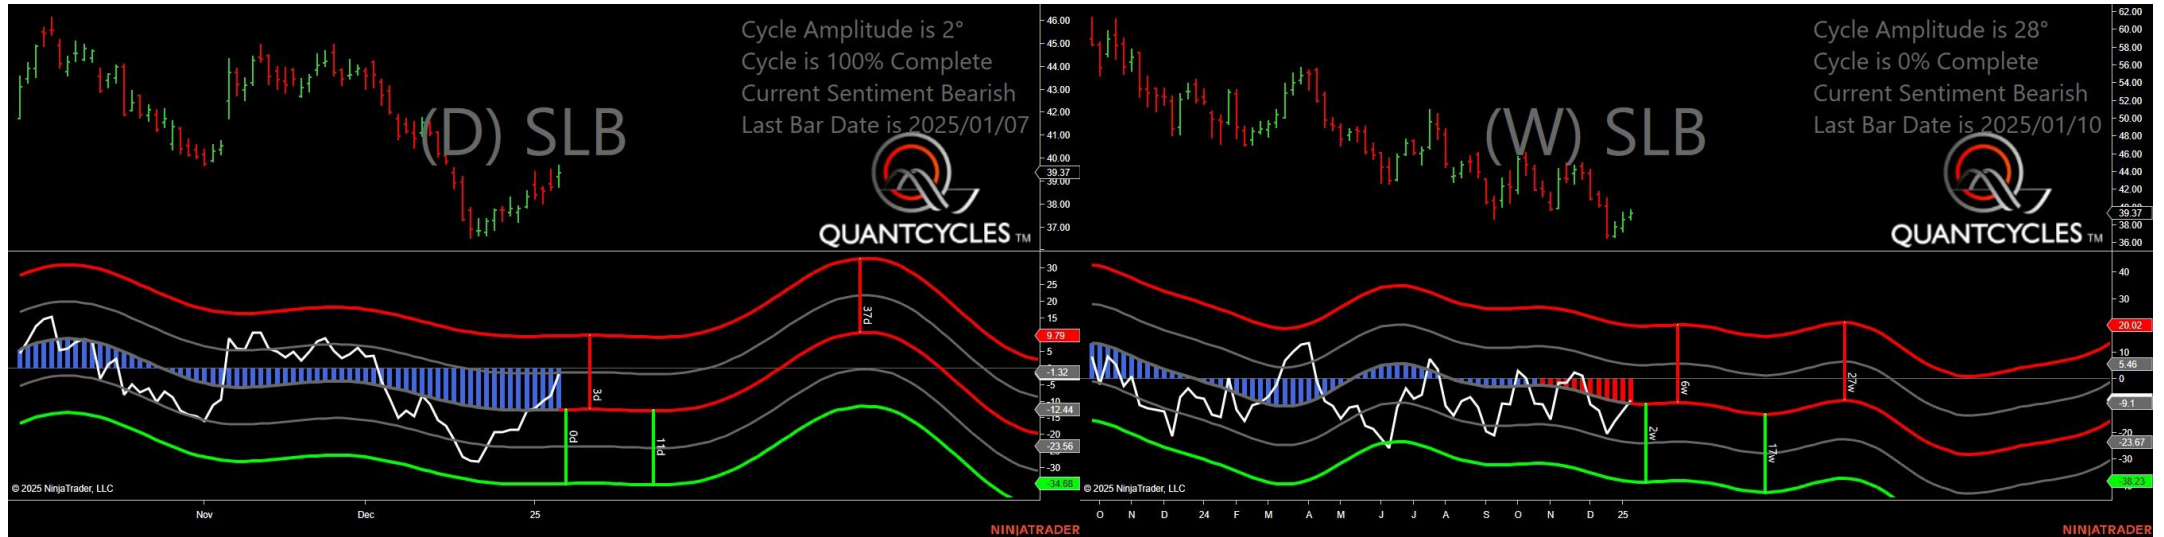 Cycle Amplitude is 2°
Cycle is 100% Complete
Current Sentiment Bearish
Last Bar Date is 2025/01/07
(D) SLB
QUANTCYCLES TM
46.00
45.00
44.00
43.00
42.00
41.00
40.00
39.37
39.00
38.00
37.00
30
25
20
15
9.79
5
-1.32
-5
-10
-12.44
-15
-20
-23.56
-30
-34.68
3d
0d
11d
37d
© 2025 NinjaTrader, LLC
Nov Dec 25
NINJATRADER
Cycle Amplitude is 28°
Cycle is 0% Complete
Current Sentiment Bearish
Last Bar Date is 2025/01/10
(W) SLB
QUANTCYCLES TM
62.00
60.00
58.00
56.00
54.00
52.00
50.00
48.00
46.00
44.00
42.00
40.00
39.37
38.00
36.00
40
30
20.02
10
5.46
0
-9.1
-20
-23.67
-30
-38.23
2w
6w
17w
27w
© 2025 NinjaTrader, LLC
O N D 24 F M A M J J A S O N D 25
NINJATRADER